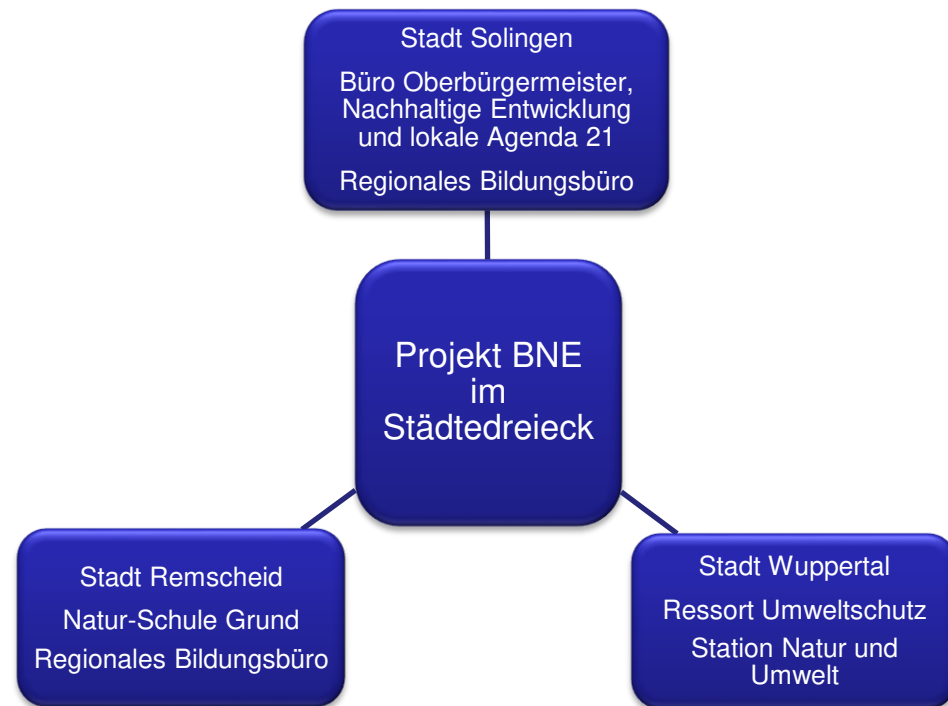 Stadt Solingen
Büro Oberbürgermeister,
Nachhaltige Entwicklung
und lokale Agenda 21
Regionales Bildungsbüro
Projekt BNE
im
Städtedreieck
Stadt Remscheid
Natur-Schule Grund
Regionales Bildungsbüro
Stadt Wuppertal
Ressort Umweltschutz
Station Natur und
Umwelt